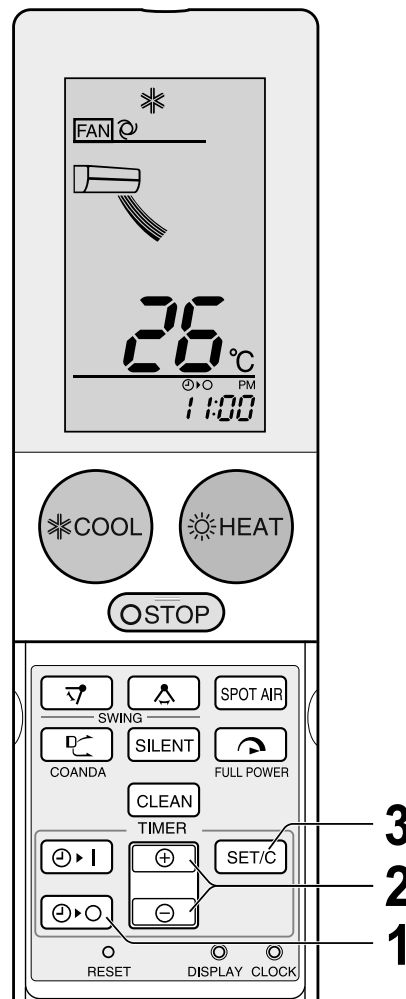 FAN
26°C
PM
11:00
COOL
HEAT
STOP
SPOT AIR
SWING
SILENT
COANDA
FULL POWER
CLEAN
TIMER
SET/C
3
2
1
RESET
DISPLAY
CLOCK